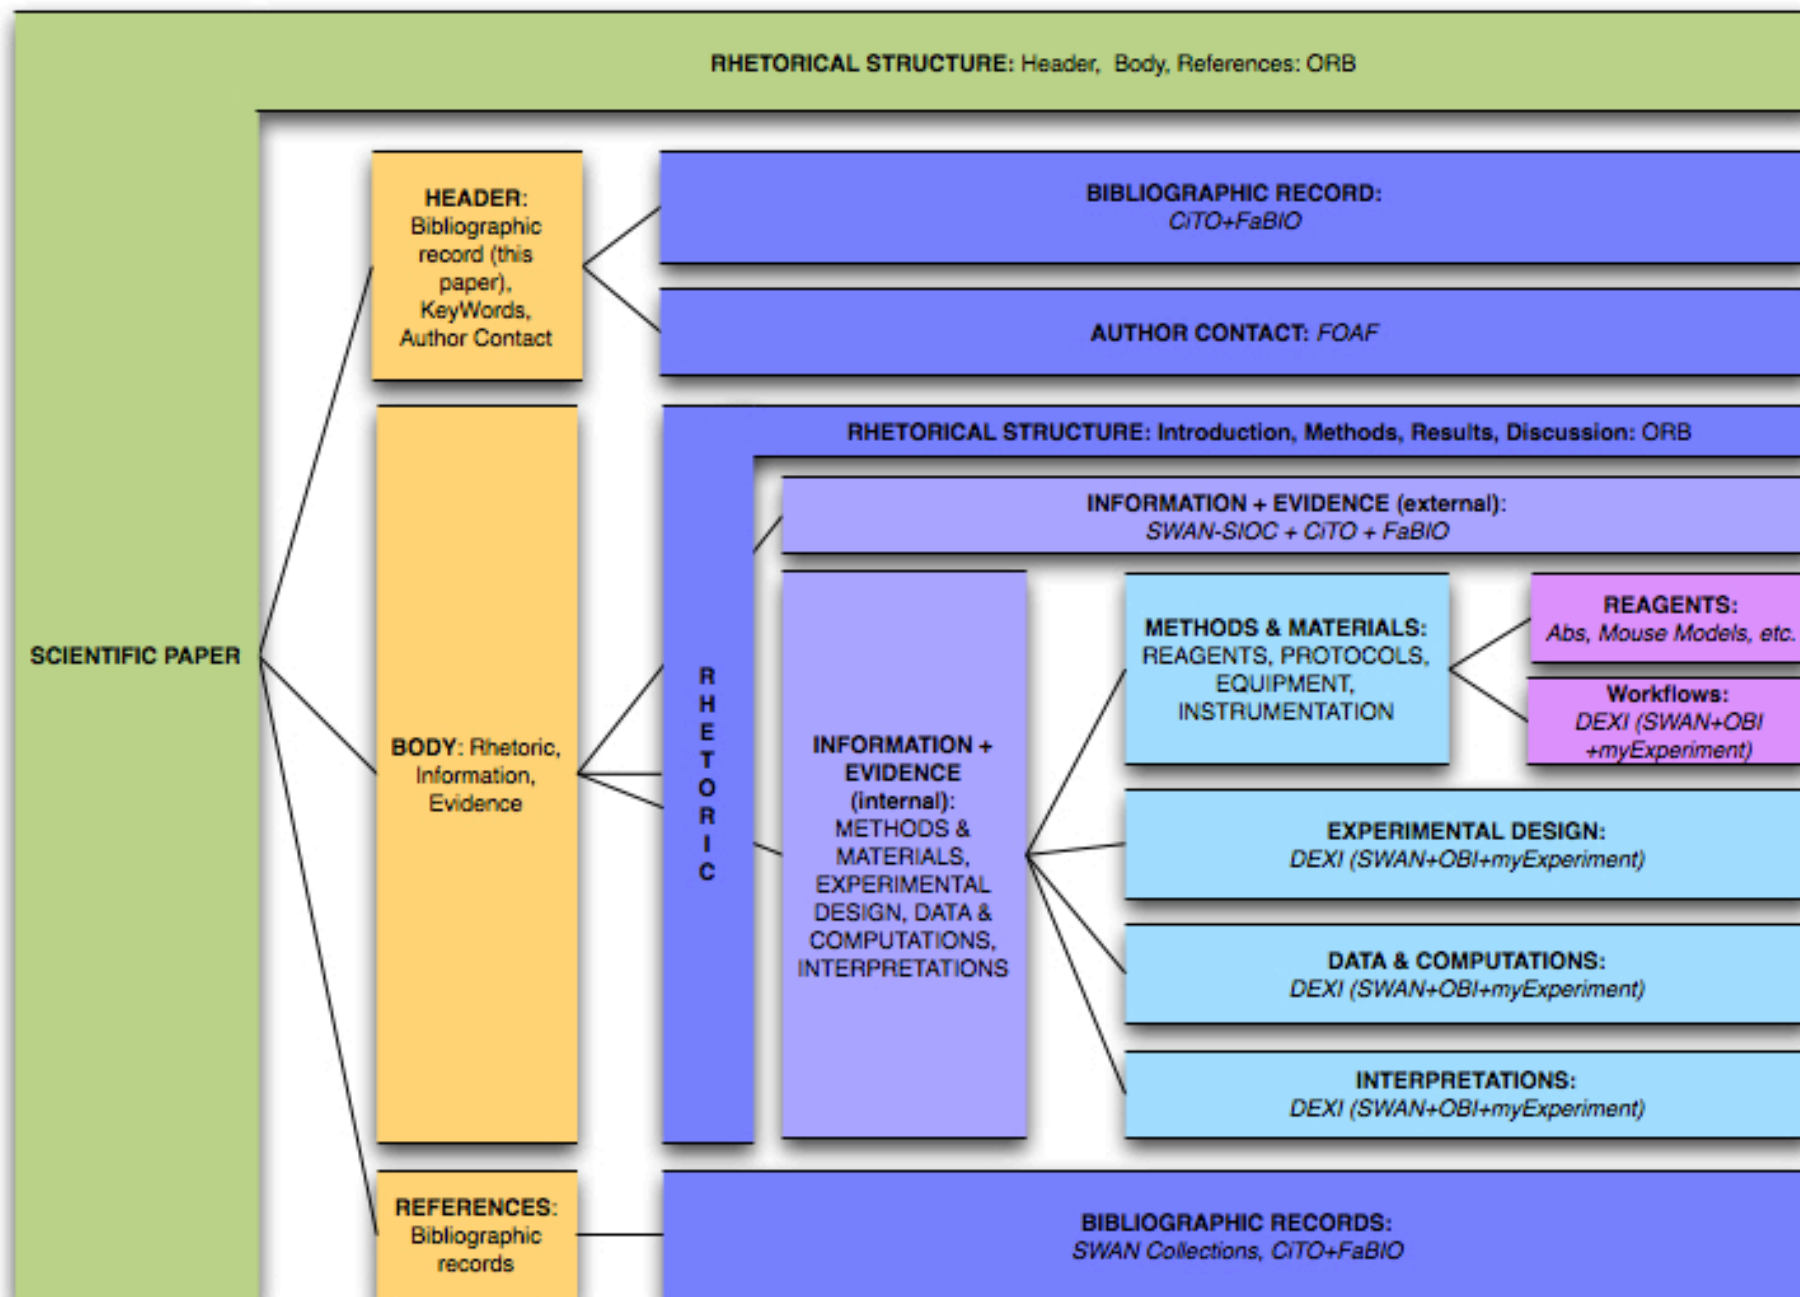 RHETORICAL STRUCTURE: Header, Body, References: ORB
SCIENTIFIC PAPER
HEADER:
Bibliographic
record (this
paper),
KeyWords,
Author Contact
BIBLIOGRAPHIC RECORD:
CiTO+FaBIO
AUTHOR CONTACT: FOAF
BODY: Rhetoric,
Information,
Evidence
RHETORICAL STRUCTURE: Introduction, Methods, Results, Discussion: ORB
R
H
E
T
O
R
I
C
INFORMATION + EVIDENCE (external):
SWAN-SIOC + CiTO + FaBIO
INFORMATION +
EVIDENCE
(internal):
METHODS &
MATERIALS,
EXPERIMENTAL
DESIGN, DATA &
COMPUTATIONS,
INTERPRETATIONS
METHODS & MATERIALS:
REAGENTS, PROTOCOLS,
EQUIPMENT,
INSTRUMENTATION
REAGENTS:
Abs, Mouse Models, etc.
Workflows:
DEXI (SWAN+OBI
+myExperiment)
EXPERIMENTAL DESIGN:
DEXI (SWAN+OBI+myExperiment)
DATA & COMPUTATIONS:
DEXI (SWAN+OBI+myExperiment)
INTERPRETATIONS:
DEXI (SWAN+OBI+myExperiment)
REFERENCES:
Bibliographic
records
BIBLIOGRAPHIC RECORDS:
SWAN Collections, CiTO+FaBIO